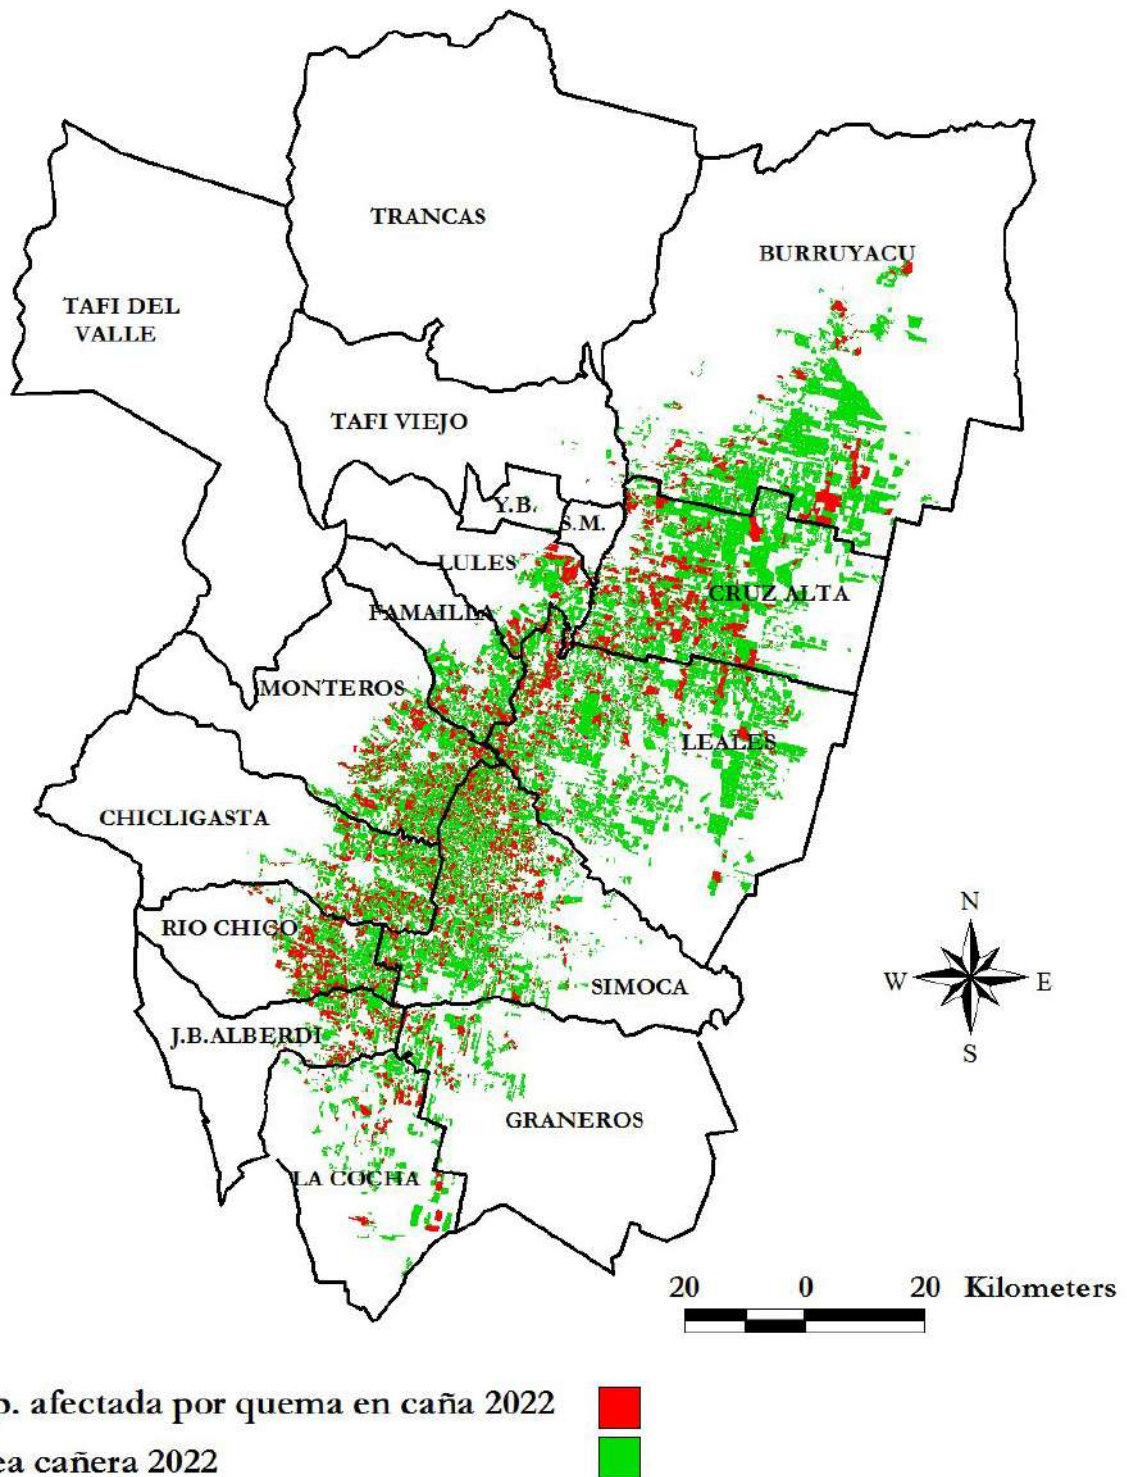 TRANCAS
BURRUYACU
TAFI DEL
VALLE
TAFI VIEJO
Y.B.
S.M.
LULES
CRUZ ALTA
FAMAILLA
MONTEROS
LEALES
CHICLIGASTA
RIO CHICO
SIMOCA
J.B.ALBERDI
GRANEROS
LA COCHA
N
W
E
S
20 0 20 Kilometers
afectada por quema en caña 2022
cañera 2022